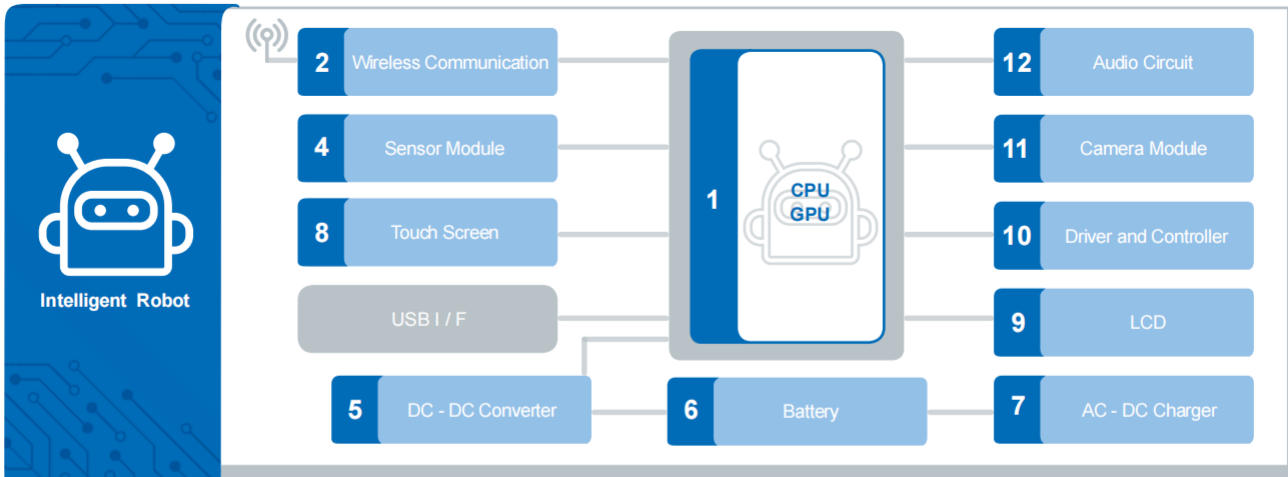 2 Wireless Communication
4 Sensor Module
8 Touch Screen
USB I / F
5 DC - DC Converter
1
CPU
GPU
6 Battery
12 Audio Circuit
11 Camera Module
10 Driver and Controller
9 LCD
7 AC - DC Charger
Intelligent Robot